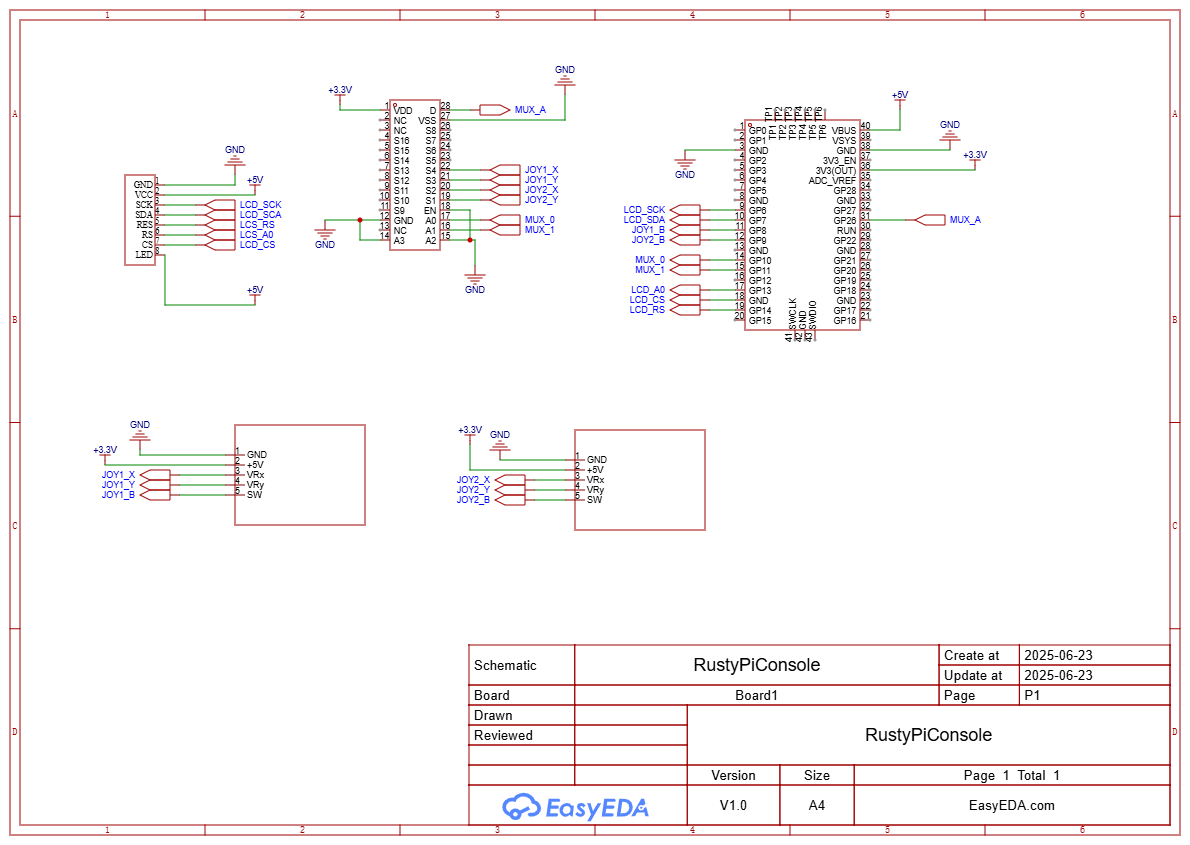 1 2 3 4 5 6
A A
B B
C C
D D
1 2 3 4 5 6
GND
+5V
GND 1
VCC 2
SCK 3 LCD_SCK
SDA 4 LCD_SCA
RES 5 LCS_RS
RS 6 LCS_A0
CS 7 LCD_CS
LED 8
+5V
+3.3V
GND
1 VDD D 28 MUX_A
2 NC VSS 27
3 NC S8 26
4 S16 S7 25
5 S15 S6 24
6 S14 S5 23
7 S13 S4 22 JOY1_X
8 S12 S3 21 JOY1_Y
9 S11 S2 20 JOY2_X
10 S10 S1 19 JOY2_Y
11 S9 EN 18
12 GND A0 17 MUX_0
13 NC A1 16 MUX_1
14 A3 A2 15
GND
GND
TP1 TP2 TP3 TP4 TP5 TP6
TP1 TP2 TP3 TP4 TP5 TP6
+5V
GND
+3.3V
GND
1 GP0 VBUS 40
2 GP1 VSYS 39
3 GND GND 38
4 GP2 3V3_EN 37
5 GP3 3V3(OUT) 36
6 GP4 ADC_VREF 35
7 GP5 GP28 34
8 GND GND 33
LCD_SCK 9 GP6 GP27 32
LCD_SDA 10 GP7 GP26 31 MUX_A
JOY1_B 11 GP8 RUN 30
JOY2_B 12 GP9 GP22 29
13 GND GND 28
MUX_0 14 GP10 GP21 27
MUX_1 15 GP11 GP20 26
16 GP12 GP19 25
LCD_A0 17 GP13 GP18 24
LCD_CS 18 GND GND 23
LCD_RS 19 GP14 GP17 22
20 GP15 GP16 21
SWCLK GND SWDIO
41 42 43
GND
+3.3V
1 GND
2 +5V
JOY1_X 3 VRx
JOY1_Y 4 VRy
JOY1_B 5 SW
+3.3V
GND
1 GND
2 +5V
JOY2_X 3 VRx
JOY2_Y 4 VRy
JOY2_B 5 SW
Schematic RustyPiConsole Create at 2025-06-23
Update at 2025-06-23
Board Board1 Page P1
Drawn
Reviewed RustyPiConsole
Version Size Page 1 Total 1
EasyEDA V1.0 A4 EasyEDA.com